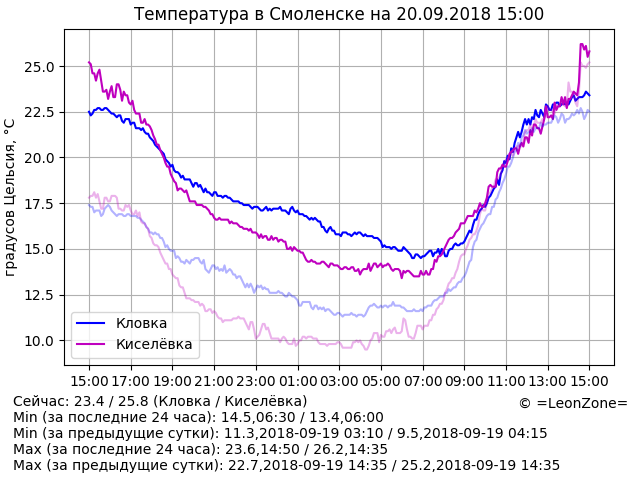 Температура в Смоленске на 20.09.2018 15:00
градусов Цельсия, °C
25.0
22.5
20.0
17.5
15.0
12.5
10.0
Кловка
Киселёвка
15:00 17:00 19:00 21:00 23:00 01:00 03:00 05:00 07:00 09:00 11:00 13:00 15:00
Сейчас: 23.4 / 25.8 (Кловка / Киселёвка)
© =LeonZone=
Min (за последние 24 часа): 14.5,06:30 / 13.4,06:00
Min (за предыдущие сутки): 11.3,2018-09-19 03:10 / 9.5,2018-09-19 04:15
Max (за последние 24 часа): 23.6,14:50 / 26.2,14:35
Max (за предыдущие сутки): 22.7,2018-09-19 14:35 / 25.2,2018-09-19 14:35